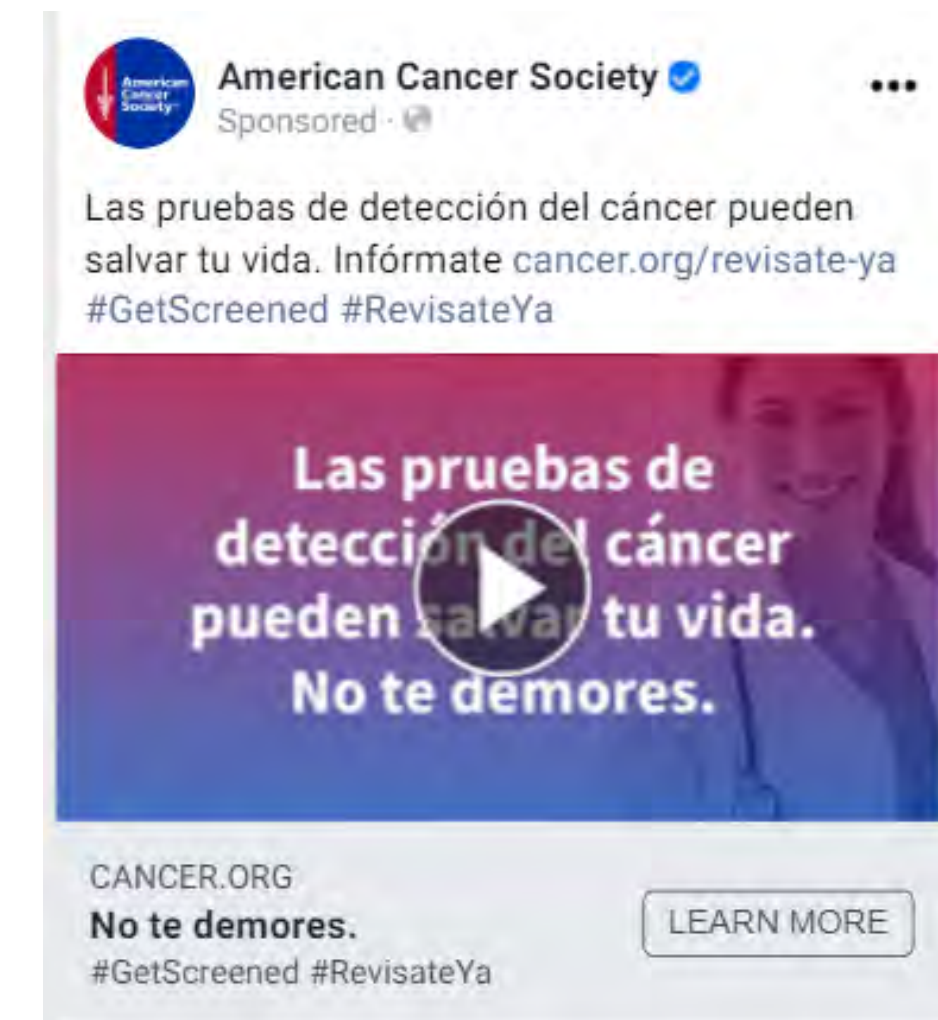 American
Cancer
Society
American Cancer Society
Sponsored ·
Las pruebas de detección del cáncer pueden
salvar tu vida. Infórmate cancer.org/revisate-ya
#GetScreened #RevisateYa
Las pruebas de
detección del cáncer
pueden salvar tu vida.
No te demores.
CANCER.ORG
No te demores.
LEARN MORE
#GetScreened #RevisateYa